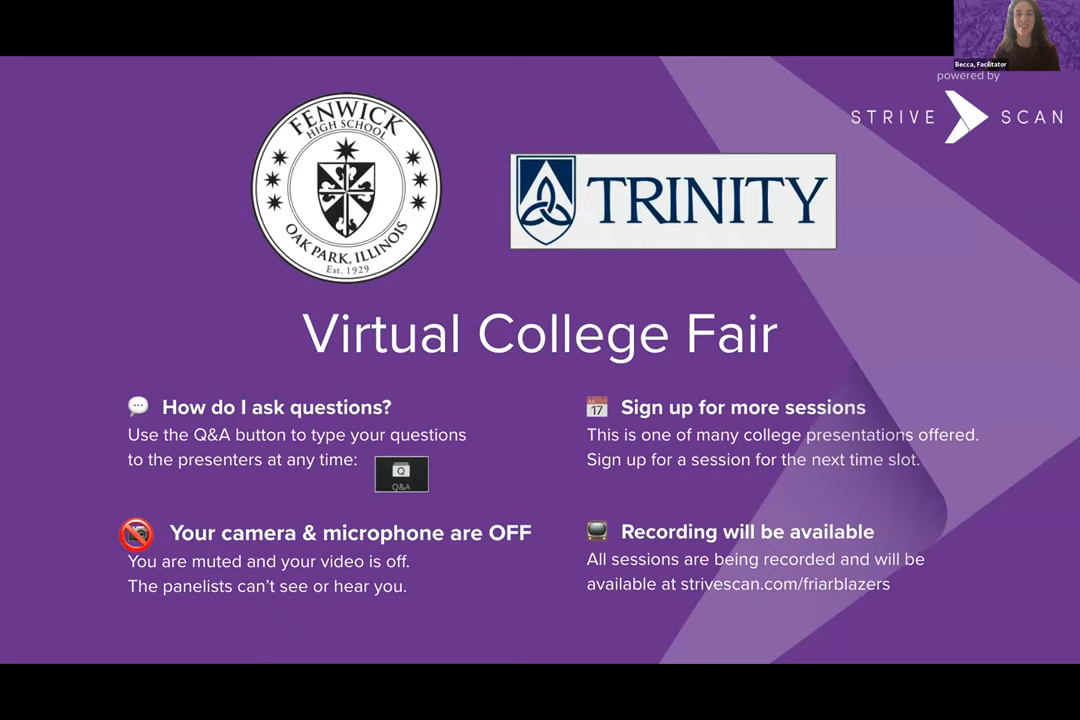 Becca, Facilitator
powered by
STRIVE SCAN
FENWICK
HIGH SCHOOL
OAK PARK, ILLINOIS
Est. 1929
TRINITY
Virtual College Fair
How do I ask questions?
Use the Q&A button to type your questions
to the presenters at any time:
Q
Q&A
Sign up for more sessions
17
This is one of many college presentations offered.
Sign up for a session for the next time slot.
Your camera & microphone are OFF
You are muted and your video is off.
The panelists can't see or hear you.
Recording will be available
All sessions are being recorded and will be
available at strivescan.com/friarblazers